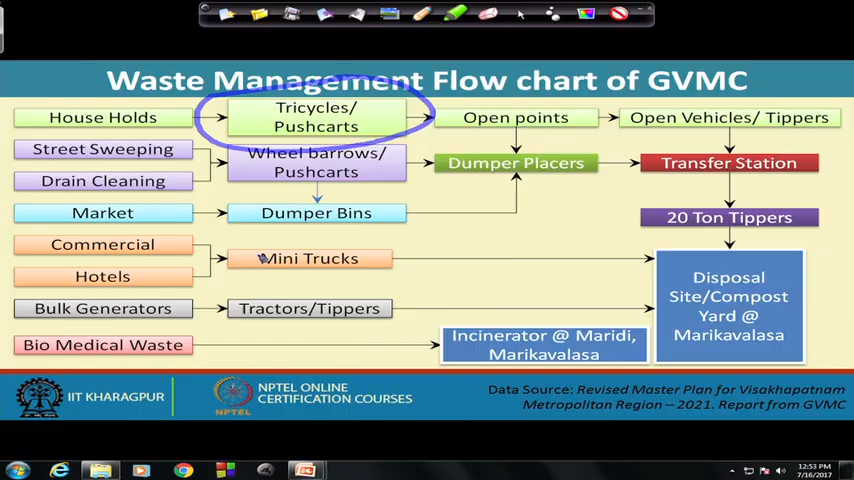 Waste Management Flow chart of GVMC
House Holds
Tricycles/
Pushcarts
Open points
Open Vehicles/ Tippers
Street Sweeping
Wheel barrows/
Pushcarts
Dumper Placers
Transfer Station
Drain Cleaning
Market
Dumper Bins
20 Ton Tippers
Commercial
Mini Trucks
Hotels
Disposal
Site/Compost
Yard @
Marikavalasa
Bulk Generators
Tractors/Tippers
Bio Medical Waste
Incinerator @ Maridi,
Marikavalasa
IIT KHARAGPUR
NPTEL
NPTEL ONLINE
CERTIFICATION COURSES
Data Source: Revised Master Plan for Visakhapatnam
Metropolitan Region – 2021. Report from GVMC
12:53 PM
7/16/2017